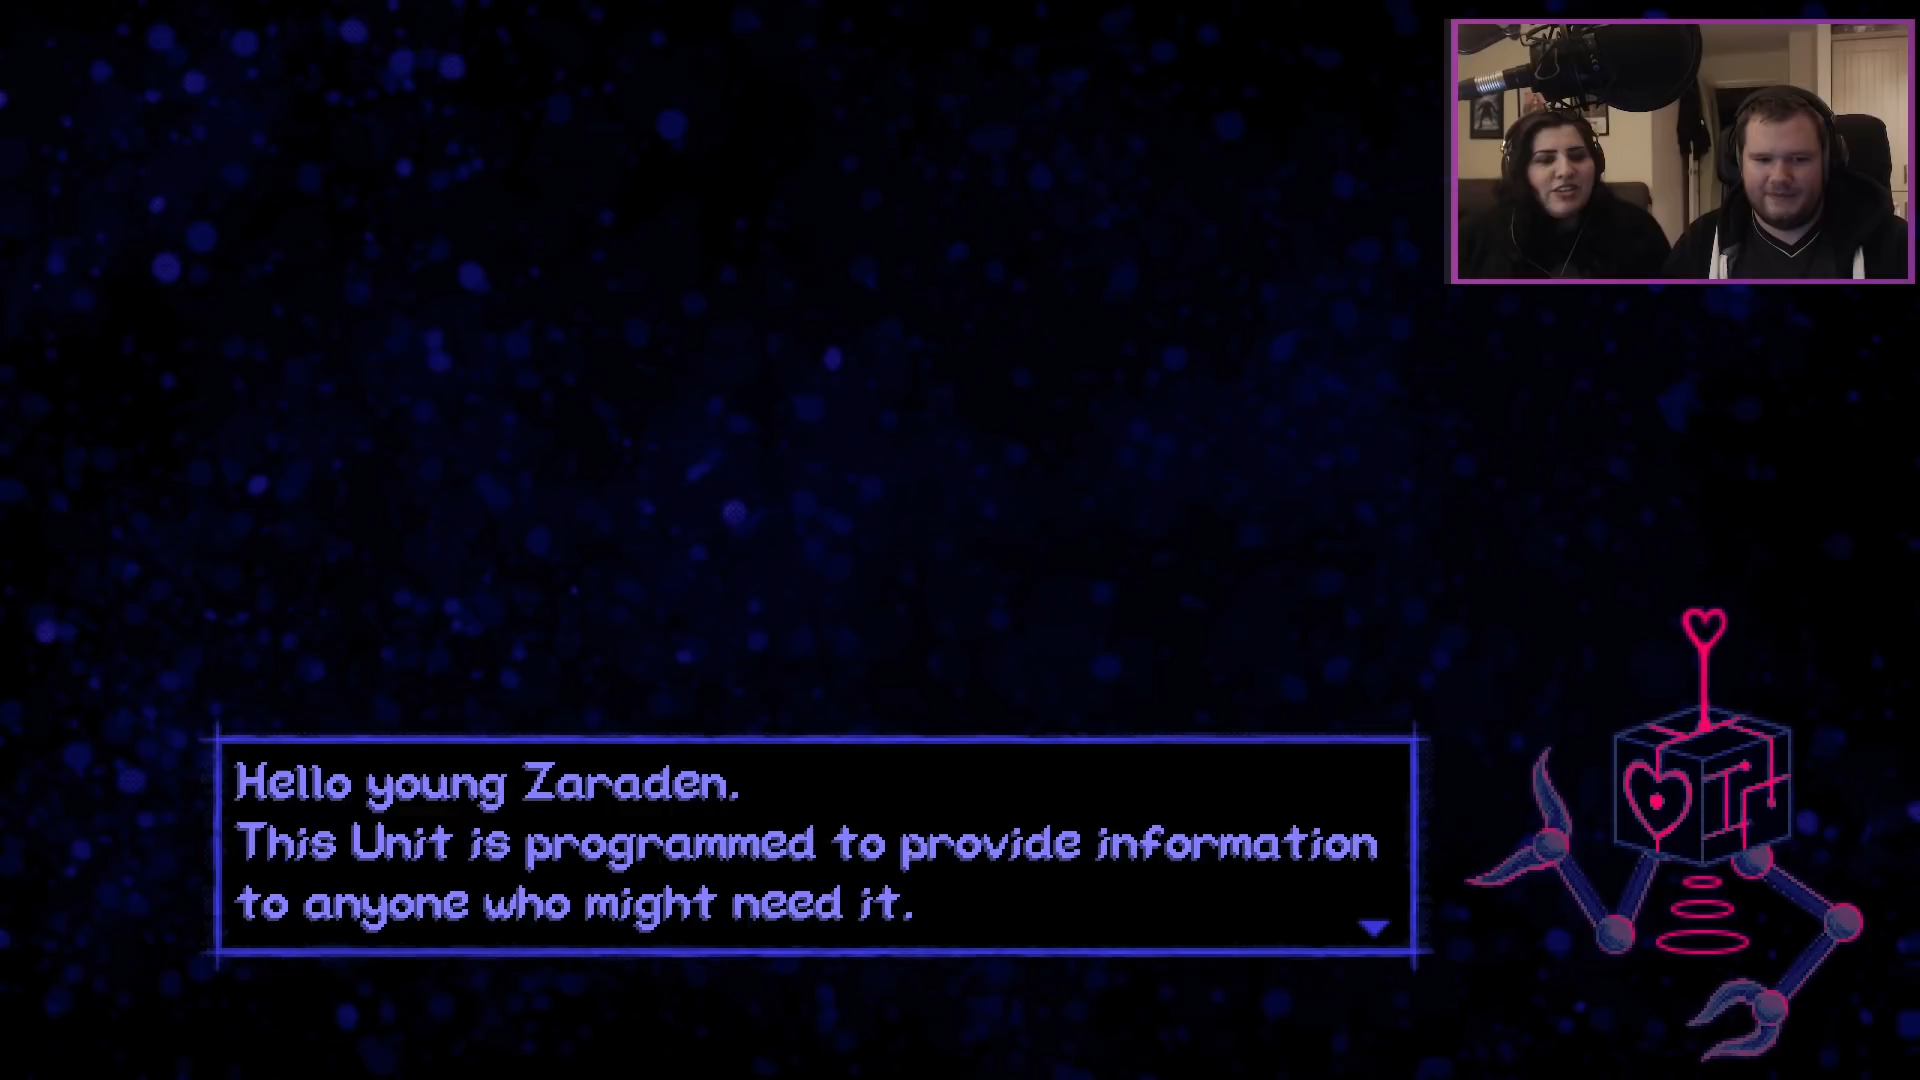 Hello young Zaraden.
This Unit is programmed to provide information
to anyone who might need it.